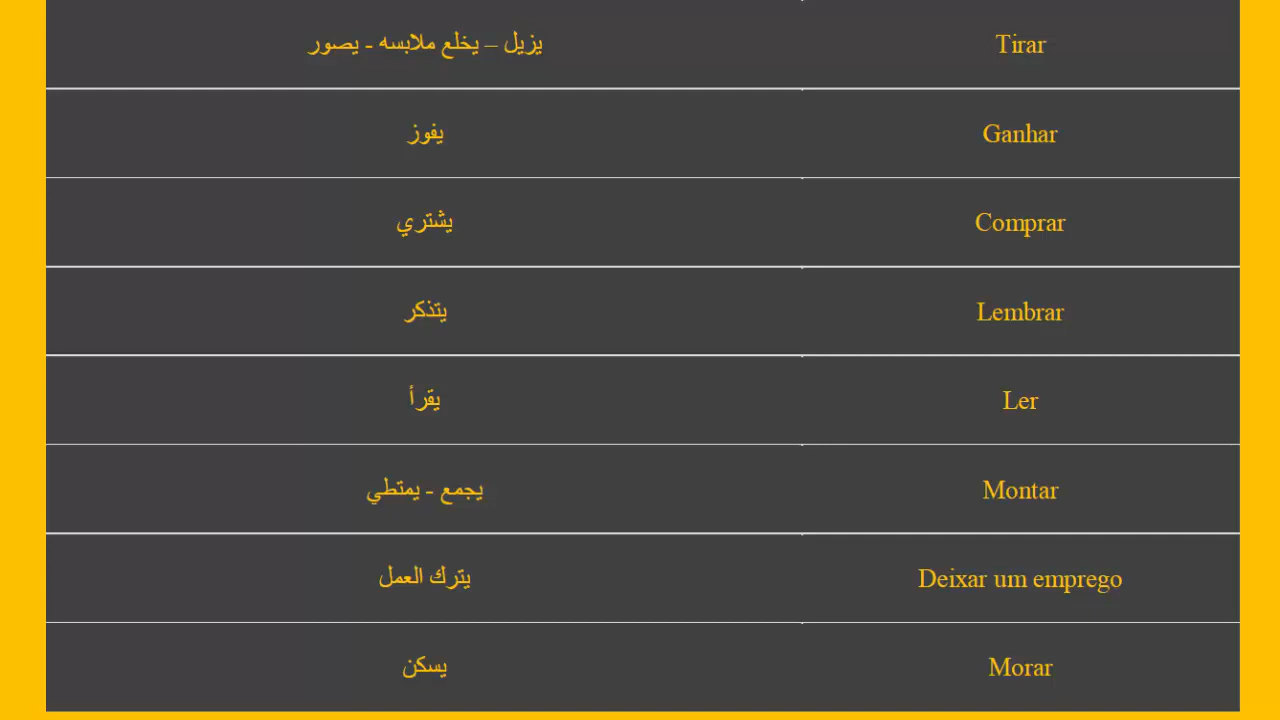 يزيل – يخلع ملابسه - يصور Tirar
يفوز Ganhar
يشتري Comprar
يتذكر Lembrar
يقرأ Ler
يجمع - يمتطي Montar
يترك العمل Deixar um emprego
يسكن Morar